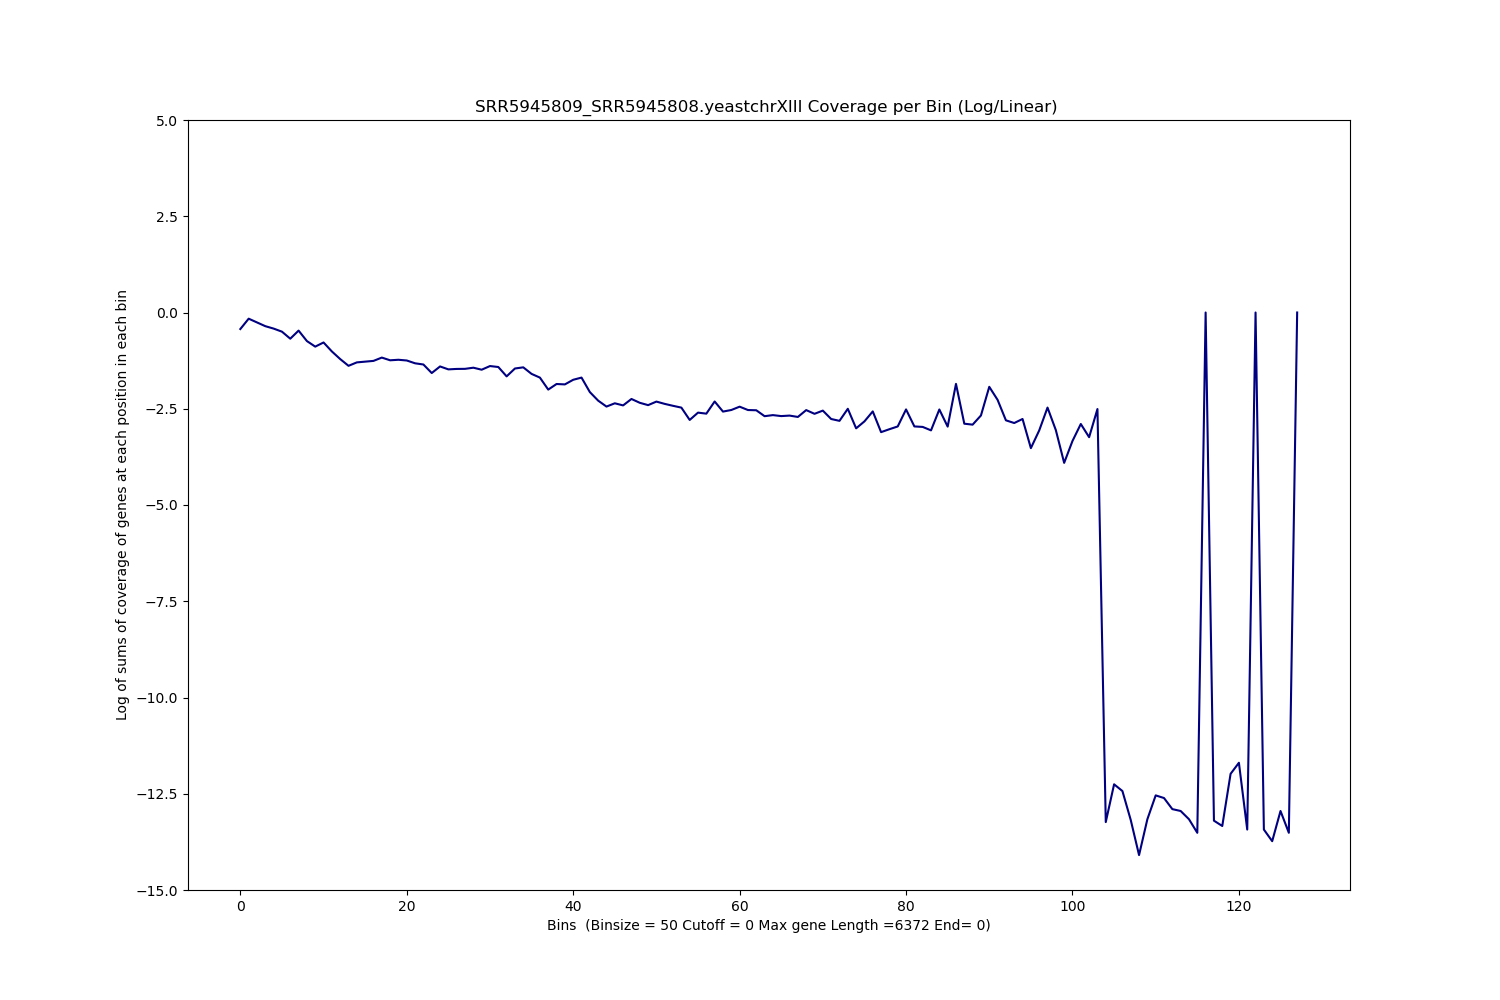 SRR5945809_SRR5945808.yeastchrXIII Coverage per Bin (Log/Linear)
5.0
2.5
0.0
−2.5
−5.0
−7.5
−10.0
−12.5
−15.0
Log of sums of coverage of genes at each position in each bin
0 20 40 60 80 100 120
Bins  (Binsize = 50 Cutoff = 0 Max gene Length =6372 End= 0)